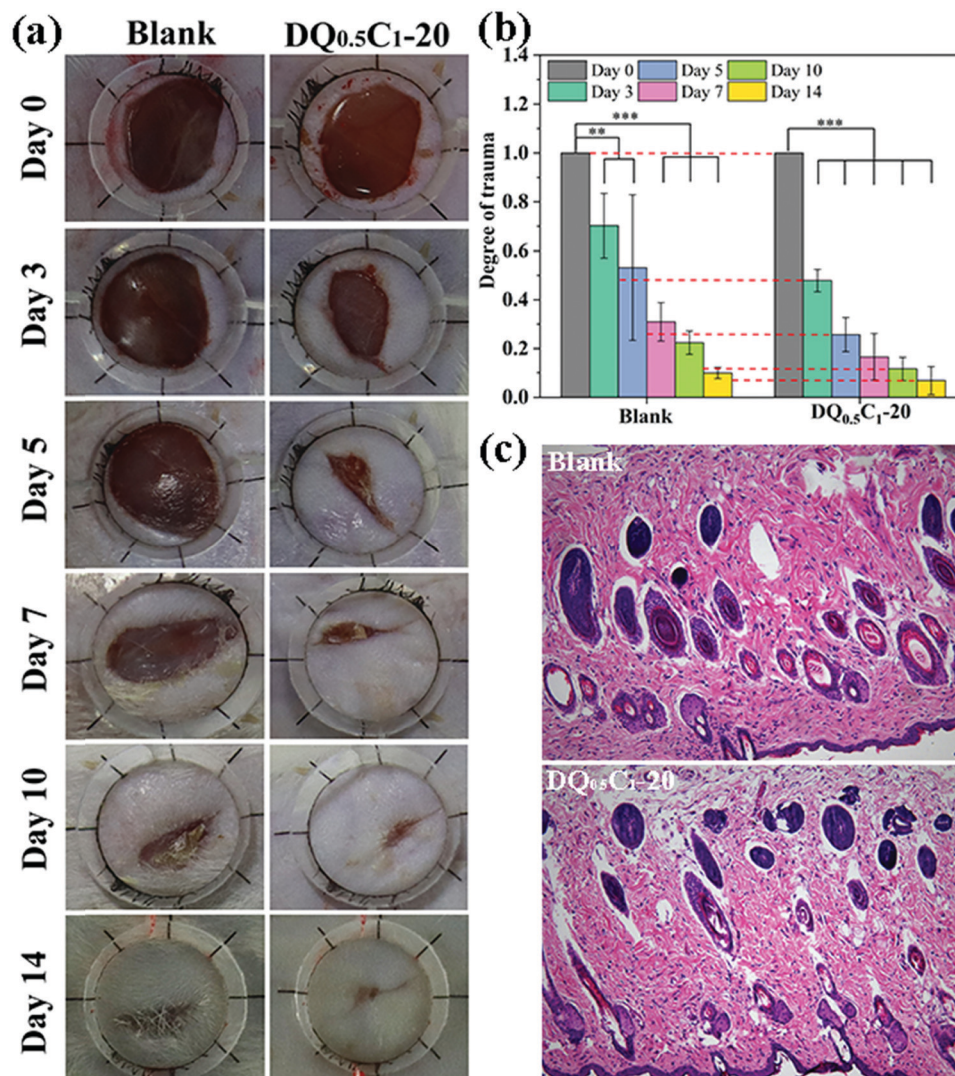 (a)
Blank
DQ0.5C1-20
Day 0
Day 3
Day 5
Day 7
Day 10
Day 14
(b)
1.4
1.2
1.0
0.8
0.6
0.4
0.2
0.0
Degree of trauma
Day 0
Day 5
Day 10
Day 3
Day 7
Day 14
**
***
***
Blank
DQ0.5C1-20
(c)
Blank
DQ0.5C1-20